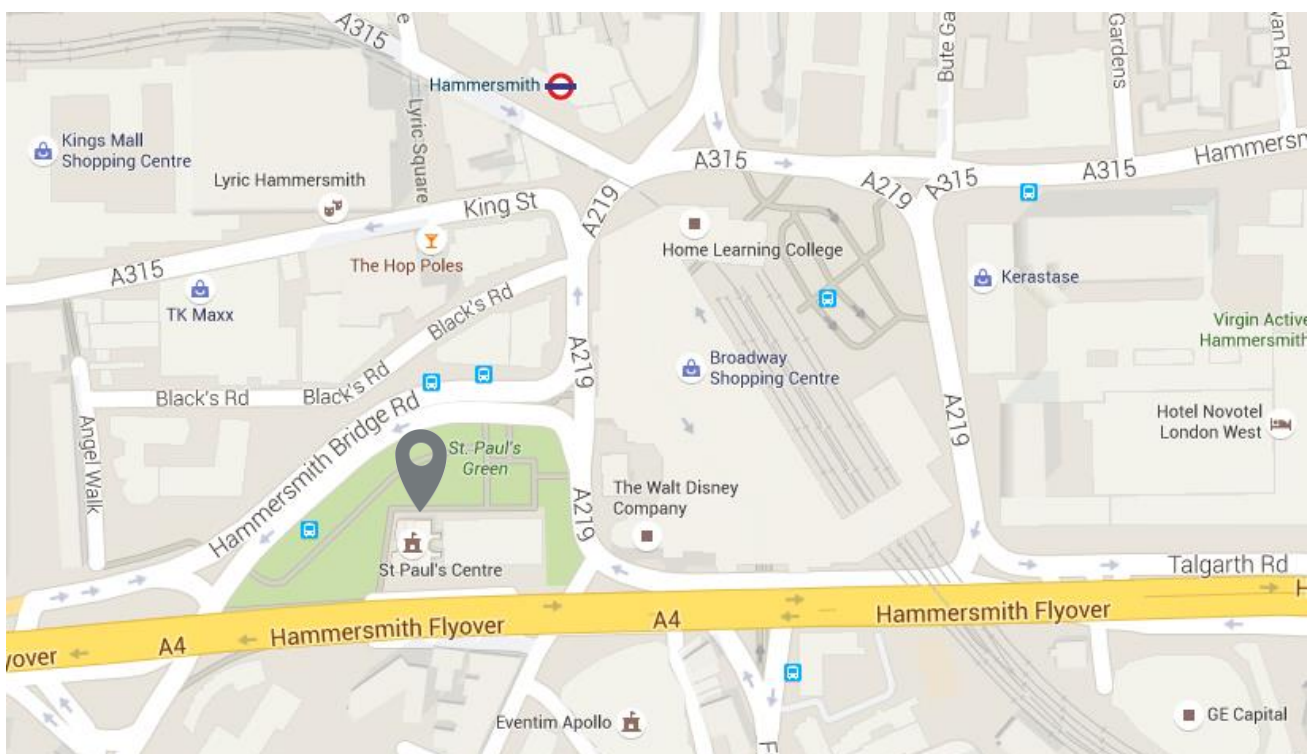 A315
Hammersmith
Lyric Square
Bute Ga
Gardens
van Rd
Kings Mall
Shopping Centre
Lyric Hammersmith
King St
A219
A315
A219
A315
A315
Hammersm
The Hop Poles
Home Learning College
A315
TK Maxx
Black's Rd
Kerastase
Virgin Active
Hammersmith
A219
Broadway
Shopping Centre
Black's Rd
Black's Rd
Hammersmith Bridge Rd
A219
Hotel Novotel
London West
Angel Walk
St. Paul's
Green
The Walt Disney
Company
A219
St Paul's Centre
Talgarth Rd
H
Hammersmith Flyover
A4
Hammersmith Flyover
A4
yover
Eventim Apollo
GE Capital
F